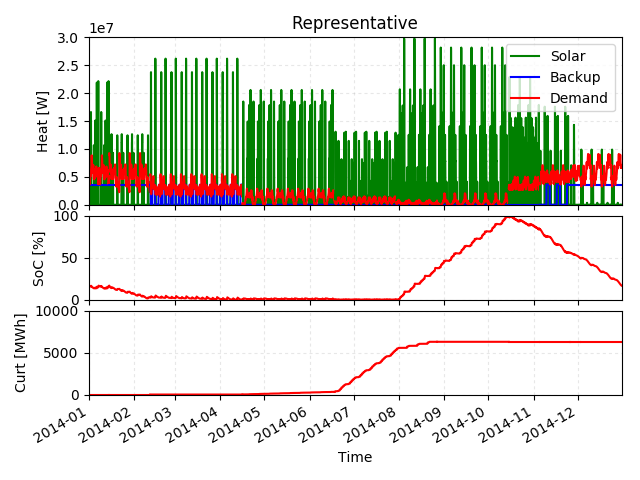 Representative
1e7
3.0
2.5
2.0
1.5
1.0
0.5
0.0
Heat [W]
Solar
Backup
Demand
100
50
0
SoC [%]
10000
5000
0
Curt [MWh]
2014-01
2014-02
2014-03
2014-04
2014-05
2014-06
2014-07
2014-08
2014-09
2014-10
2014-11
2014-12
Time